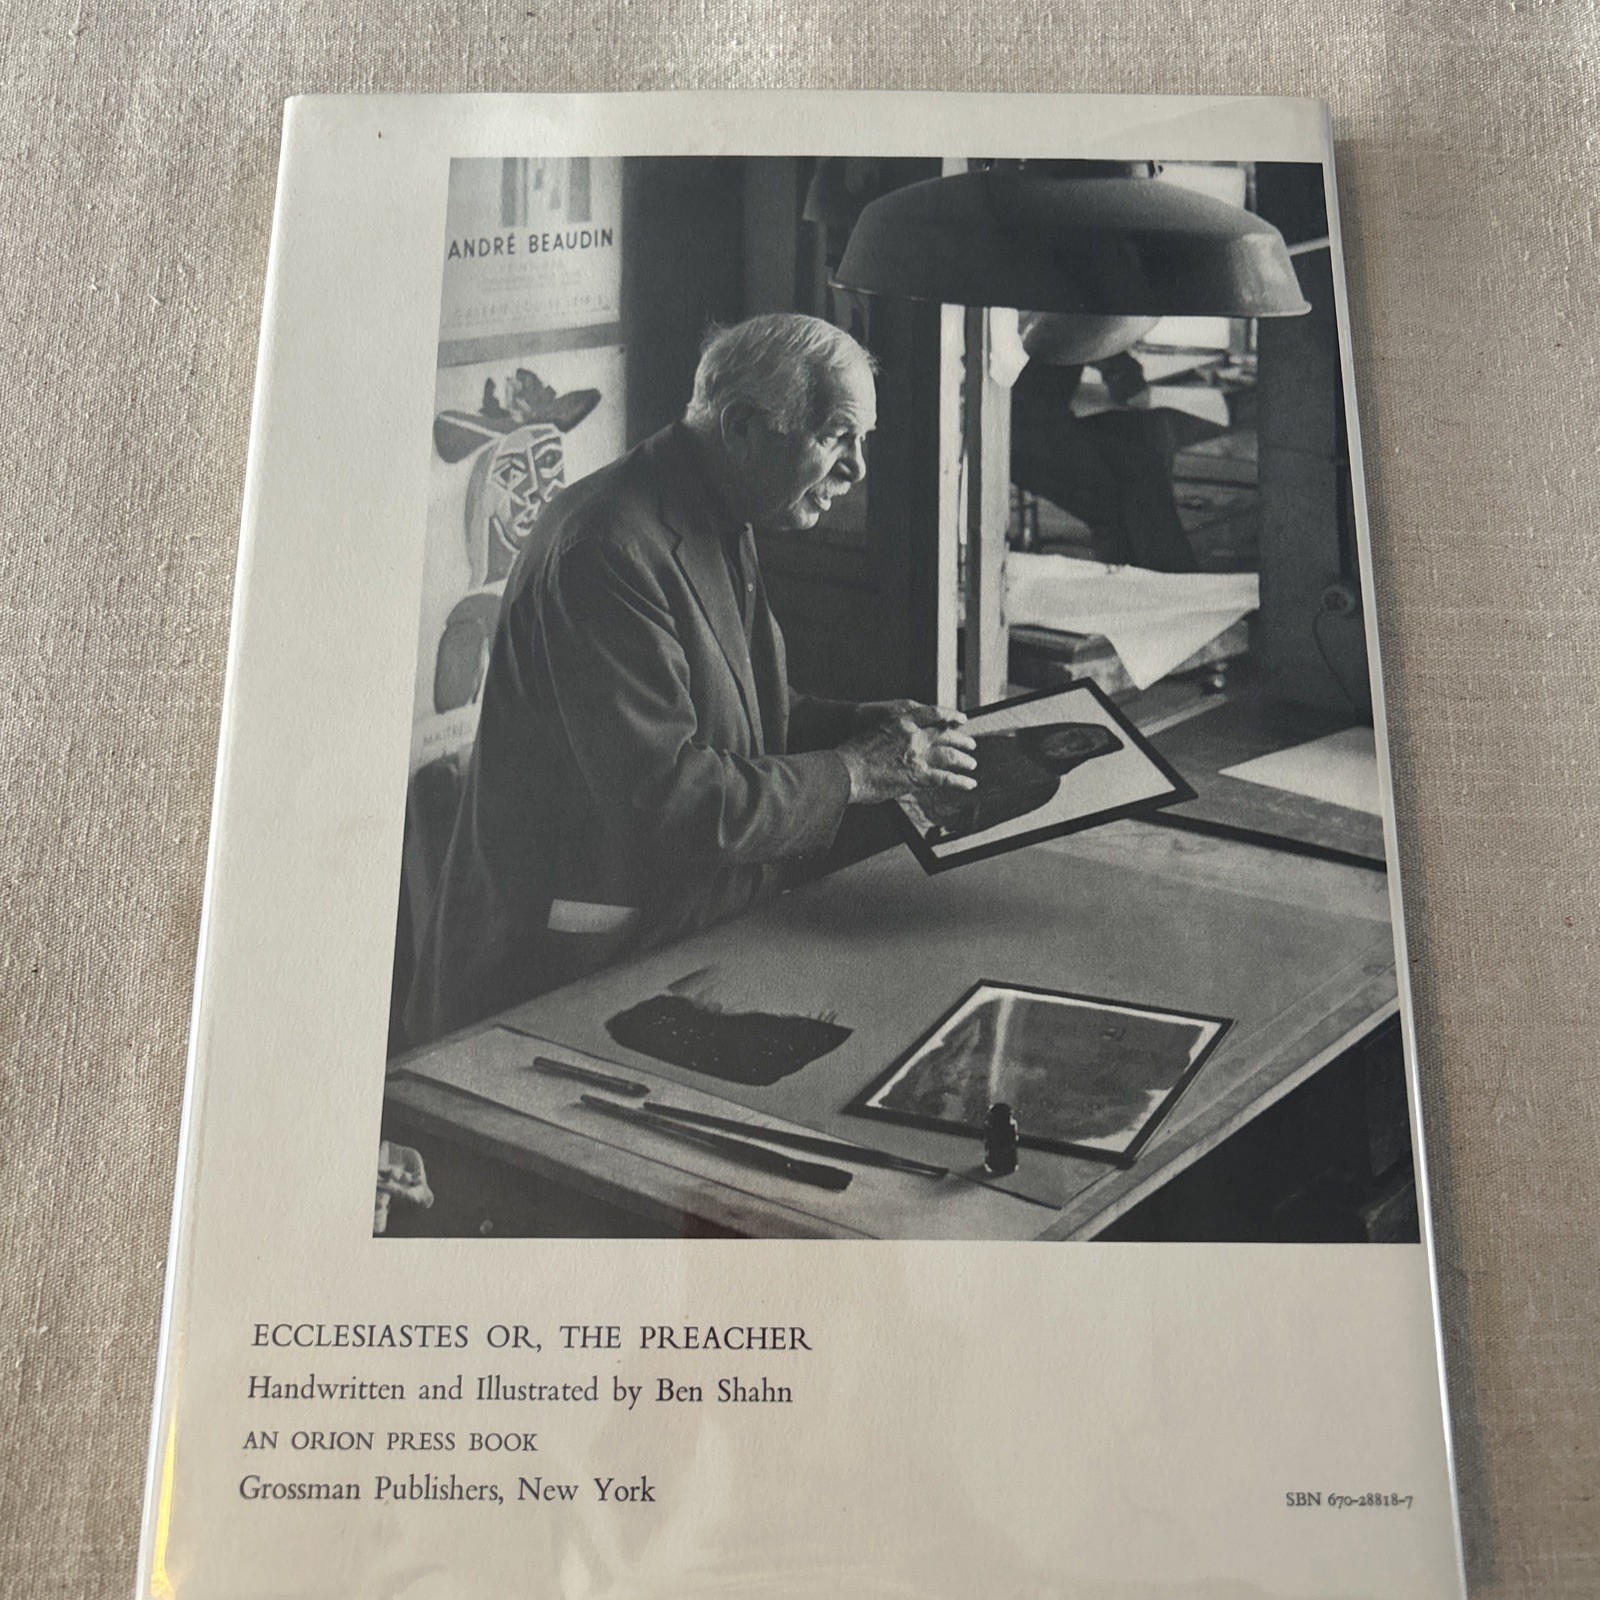 ANDRÉ BEAUDIN
ECCLESIASTES OR, THE PREACHER
Handwritten and Illustrated by Ben Shahn
AN ORION PRESS BOOK
Grossman Publishers, New York
SBN 670-28818-7